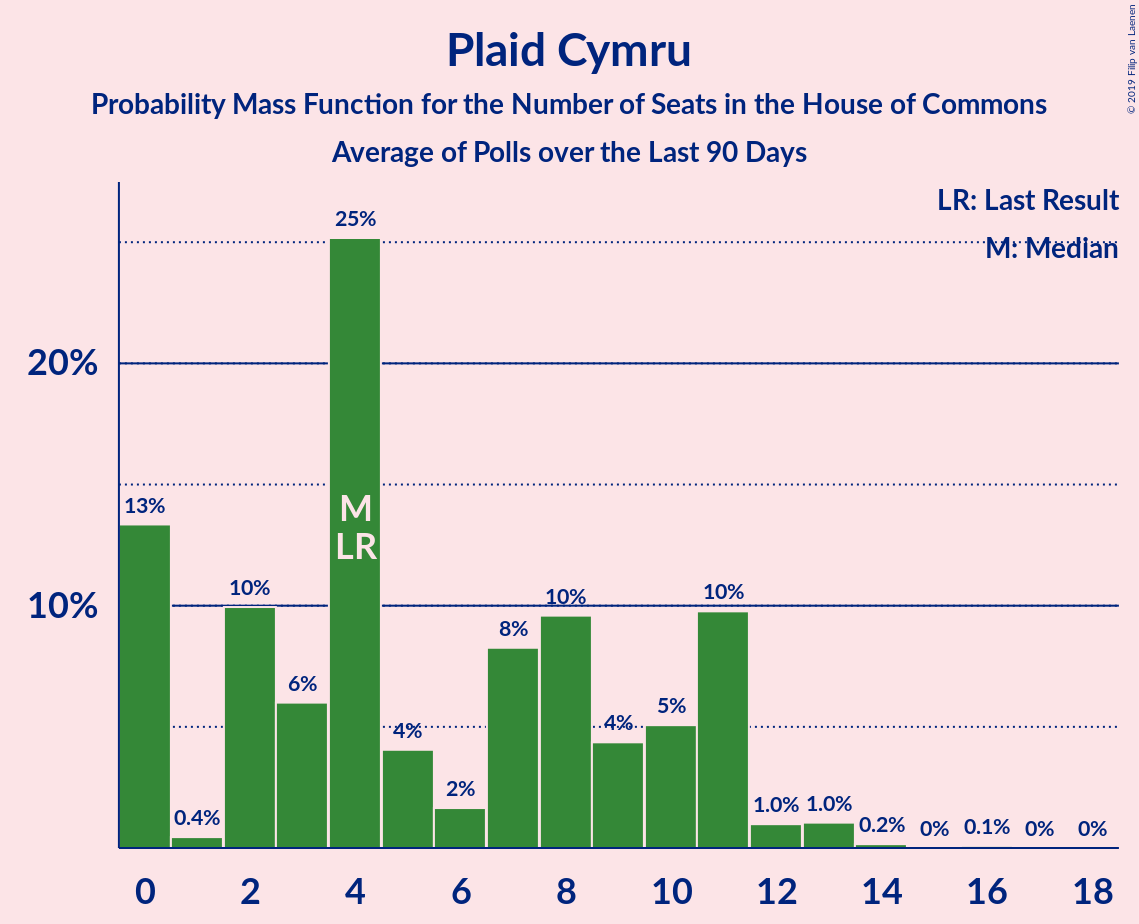 Plaid Cymru
Probability Mass Function for the Number of Seats in the House of Commons
Average of Polls over the Last 90 Days
© 2019 Filip van Laenen
LR: Last Result
M: Median
25%
20%
13%
M
LR
10%
10%
10%
10%
8%
6%
5%
4%
4%
2%
0.4%
1.0%
1.0%
0.2%
0%
0.1%
0%
0%
0 2 4 6 8 10 12 14 16 18